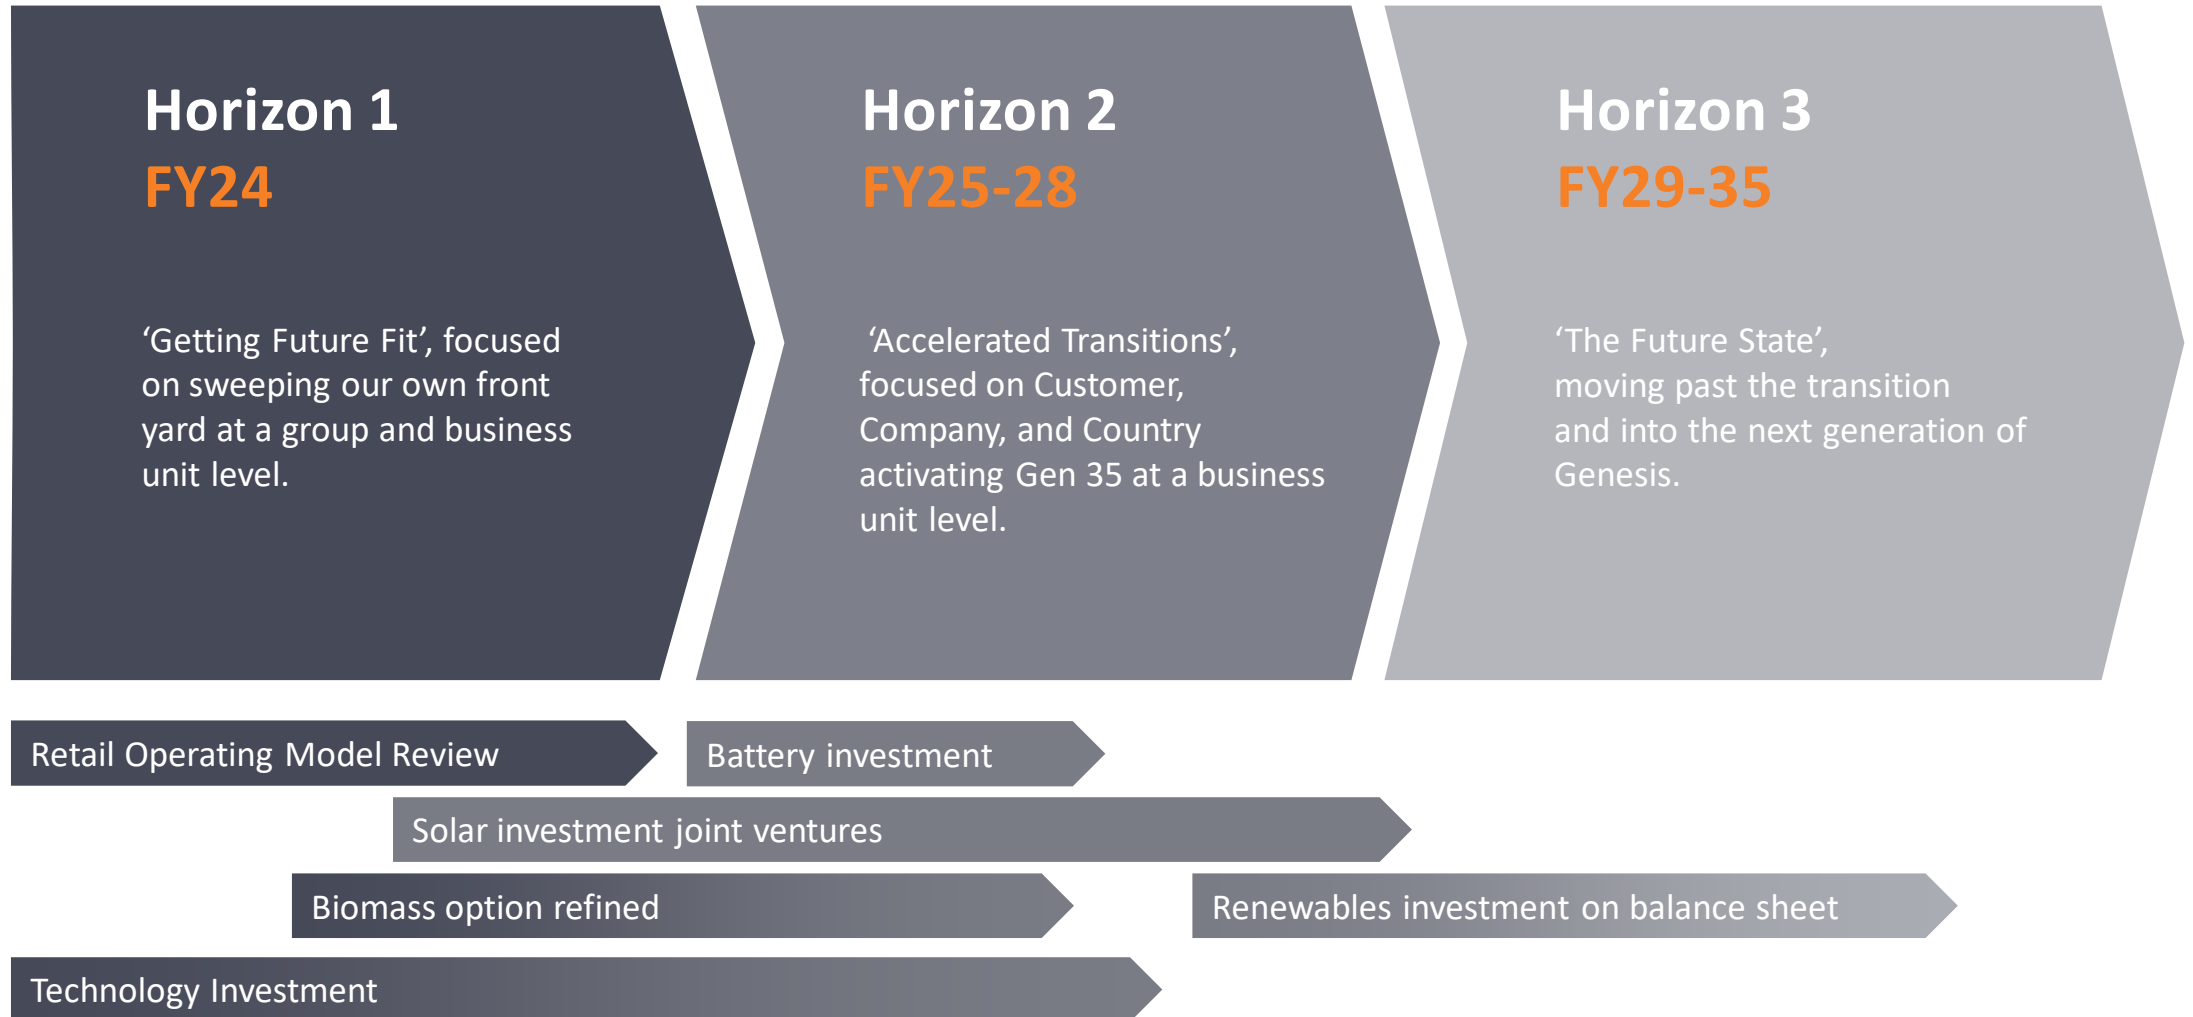 Horizon 1
FY24
‘Getting Future Fit’, focused
on sweeping our own front
yard at a group and business
unit level.
Horizon 2
FY25-28
‘Accelerated Transitions’,
focused on Customer,
Company, and Country
activating Gen 35 at a business
unit level.
Horizon 3
FY29-35
‘The Future State’,
moving past the transition
and into the next generation of
Genesis.
Retail Operating Model Review
Battery investment
Solar investment joint ventures
Biomass option refined
Renewables investment on balance sheet
Technology Investment